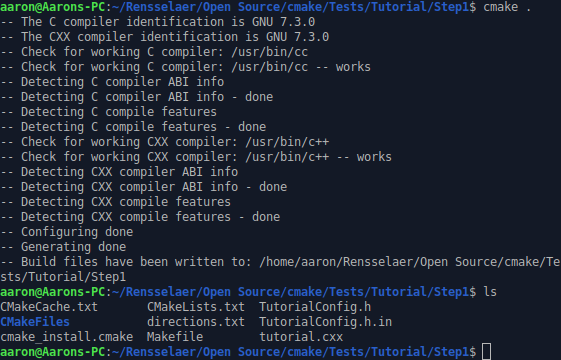 aaron@Aarons-PC:~/Rensselaer/Open Source/cmake/Tests/Tutorial/Step1$ cmake .
-- The C compiler identification is GNU 7.3.0
-- The CXX compiler identification is GNU 7.3.0
-- Check for working C compiler: /usr/bin/cc
-- Check for working C compiler: /usr/bin/cc -- works
-- Detecting C compiler ABI info
-- Detecting C compiler ABI info - done
-- Detecting C compile features
-- Detecting C compile features - done
-- Check for working CXX compiler: /usr/bin/c++
-- Check for working CXX compiler: /usr/bin/c++ -- works
-- Detecting CXX compiler ABI info
-- Detecting CXX compiler ABI info - done
-- Detecting CXX compile features
-- Detecting CXX compile features - done
-- Configuring done
-- Generating done
-- Build files have been written to: /home/aaron/Rensselaer/Open Source/cmake/Te
sts/Tutorial/Step1
aaron@Aarons-PC:~/Rensselaer/Open Source/cmake/Tests/Tutorial/Step1$ ls
CMakeCache.txt       CMakeLists.txt  TutorialConfig.h
CMakeFiles           directions.txt  TutorialConfig.h.in
cmake_install.cmake  Makefile        tutorial.cxx
aaron@Aarons-PC:~/Rensselaer/Open Source/cmake/Tests/Tutorial/Step1$